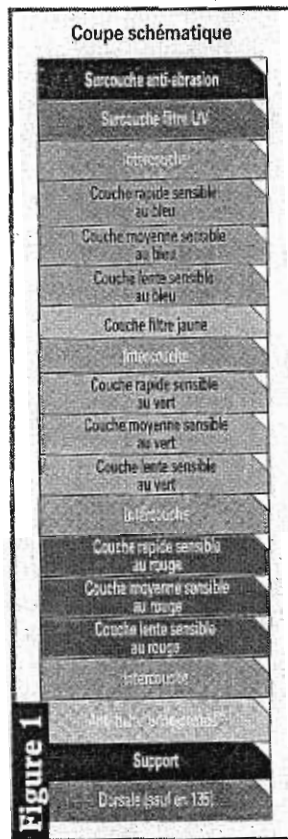 Coupe schématique
Surcouche anti-abrasion
Surcouche filtre UV
Intercouche
Couche rapide sensible
au bleu
Couche moyenne sensible
au bleu
Couche lente sensible
au bleu
Couche filtre jaune
Intercouche
Couche rapide sensible
au vert
Couche moyenne sensible
au vert
Couche lente sensible
au vert
Intercouche
Couche rapide sensible
au rouge
Couche moyenne sensible
au rouge
Couche lente sensible
au rouge
Intercouche
Support
Dorsale (sauf en 135)
Figure 1